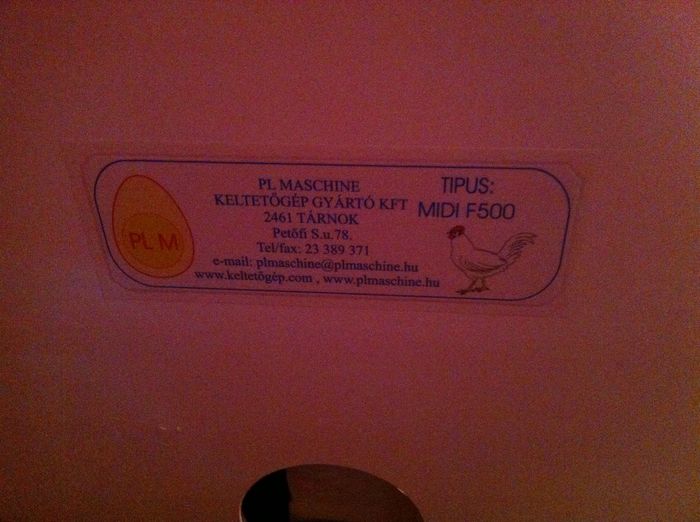 PL M
PL MASCHINE
KELTETŐGÉP GYÁRTÓ KFT
2461 TÁRNOK
Petőfi S.u.78.
Tel/fax: 23 389 371
e-mail: plmaschine@plmaschine.hu
www.keltetőgép.com , www.plmaschine.hu
TIPUS:
MIDI F500